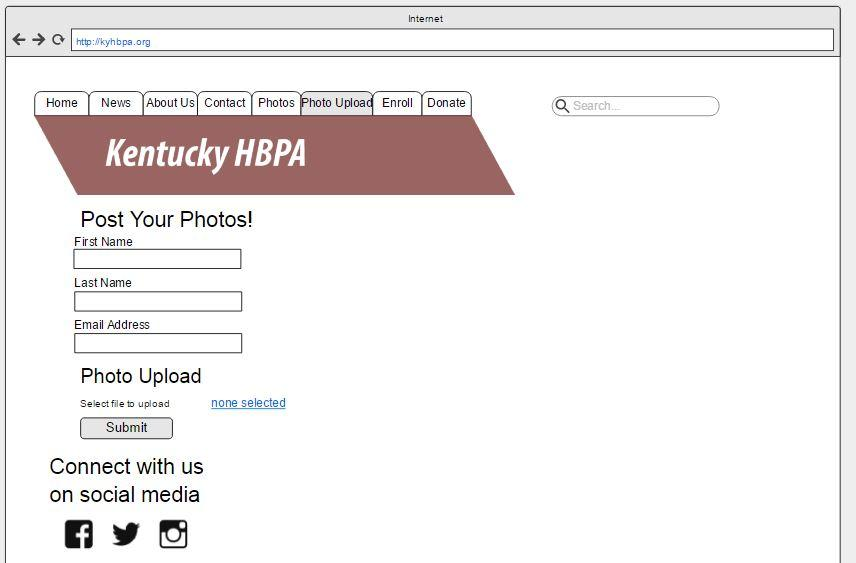 Internet
http://kyhbpa.org
Home News About Us Contact Photos Photo Upload Enroll Donate
Search...
Kentucky HBPA
Post Your Photos!
First Name
Last Name
Email Address
Photo Upload
Select file to upload none selected
Submit
Connect with us
on social media